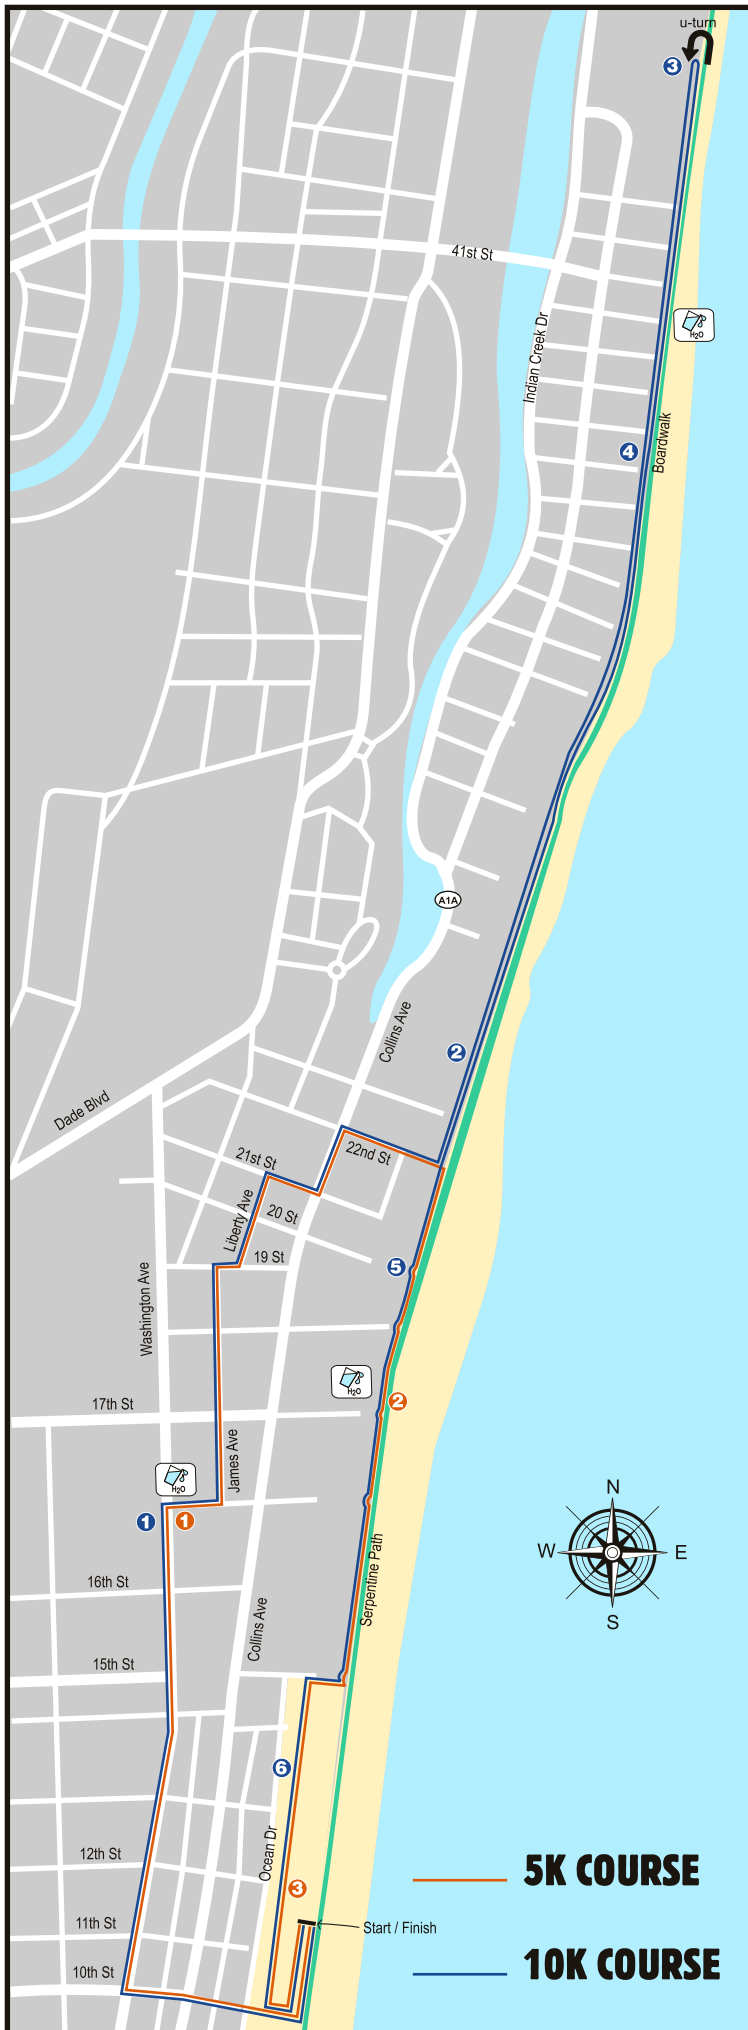 u-turn
3
41st St
H₂O
Indian Creek Dr
4
Boardwalk
A1A
Collins Ave
2
Dade Blvd
22nd St
21st St
Liberty Ave
20 St
19 St
5
Washington Ave
H₂O
2
17th St
James Ave
H₂O
1
1
N
W
E
S
Serpentine Path
16th St
Collins Ave
15th St
6
Ocean Dr
12th St
3
5K COURSE
11th St
Start / Finish
10th St
10K COURSE